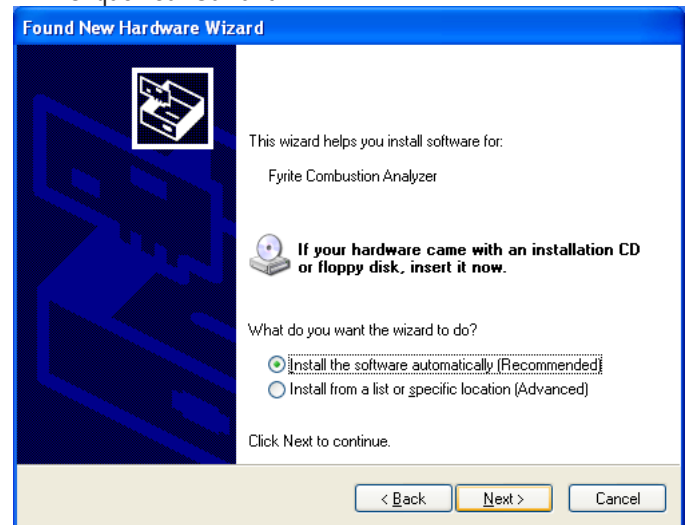 Found New Hardware Wizard
This wizard helps you install software for:
Fyrite Combustion Analyzer
If your hardware came with an installation CD
or floppy disk, insert it now.
What do you want the wizard to do?
Install the software automatically (Recommended)
Install from a list or specific location (Advanced)
Click Next to continue.
< Back Next > Cancel